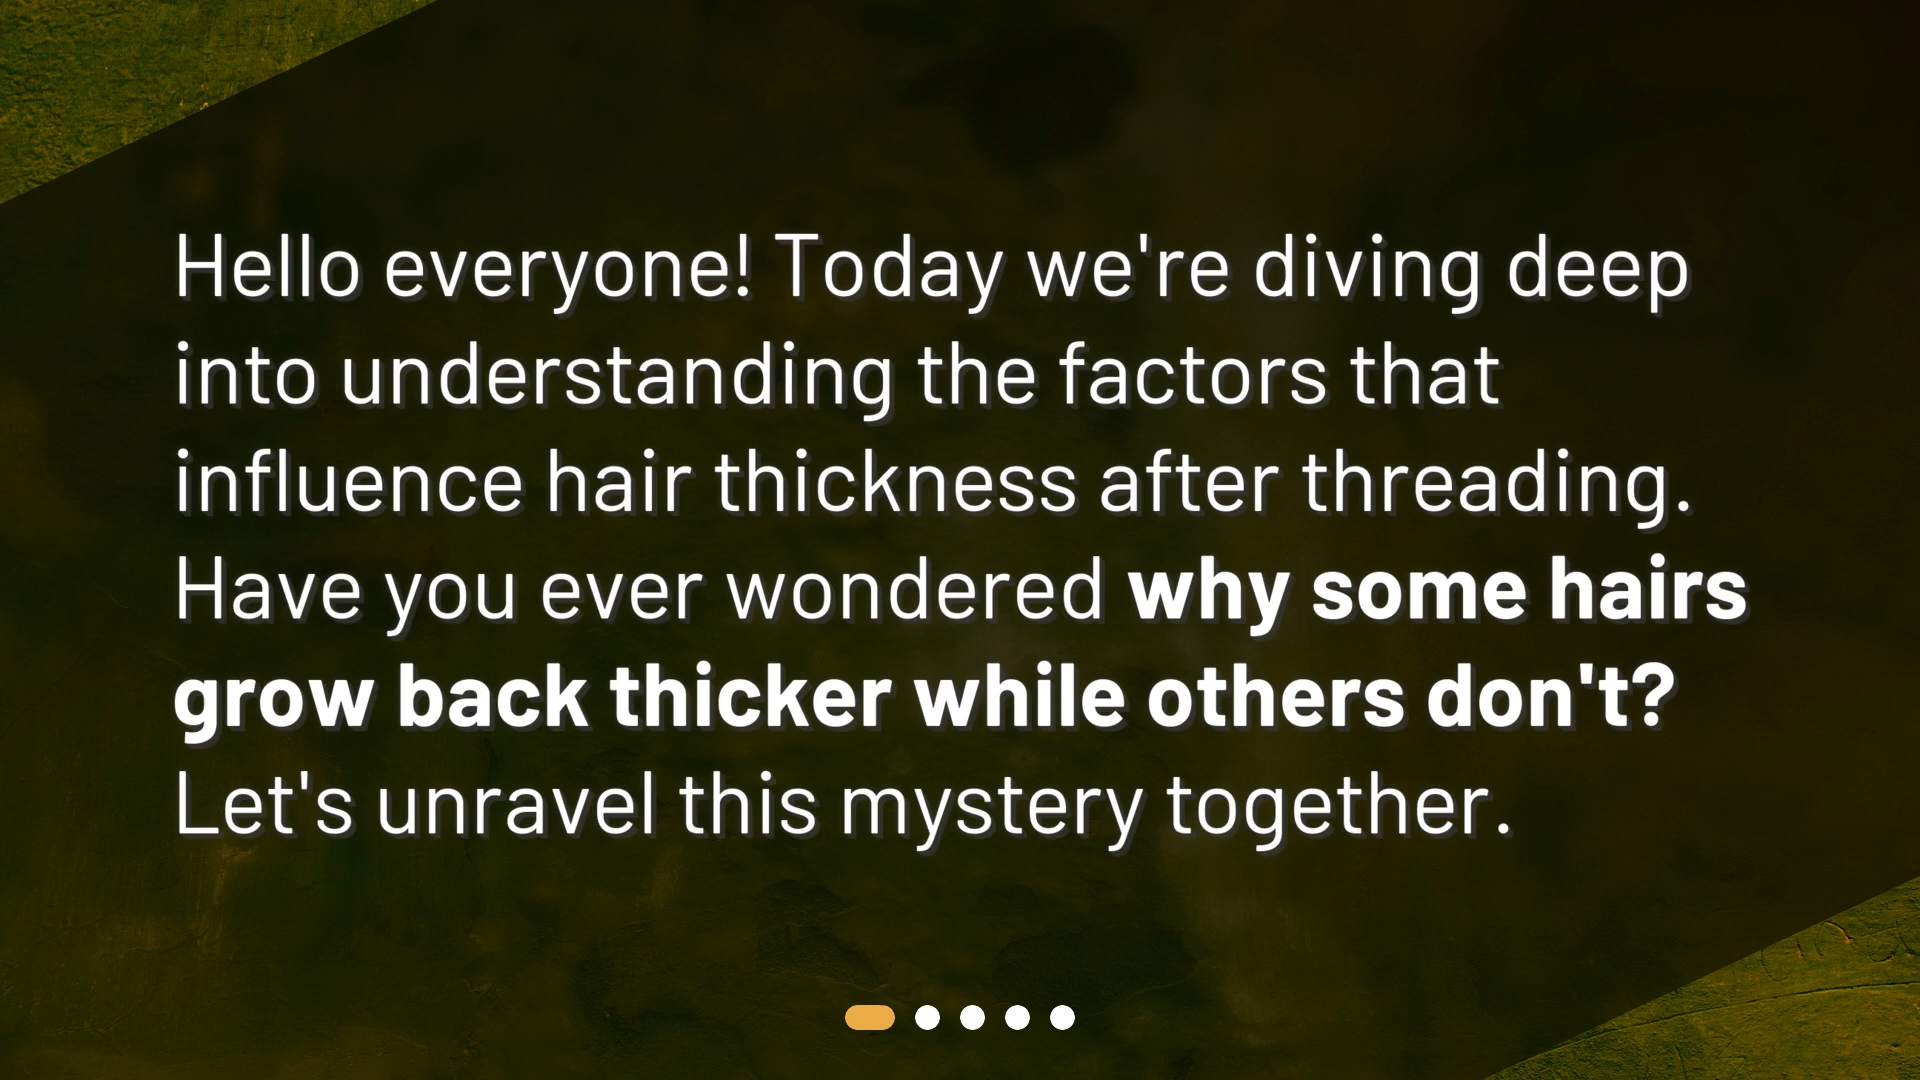 Hello everyone! Today we're diving deep
into understanding the factors that
influence hair thickness after threading.
Have you ever wondered why some hairs
grow back thicker while others don't?
Let's unravel this mystery together.